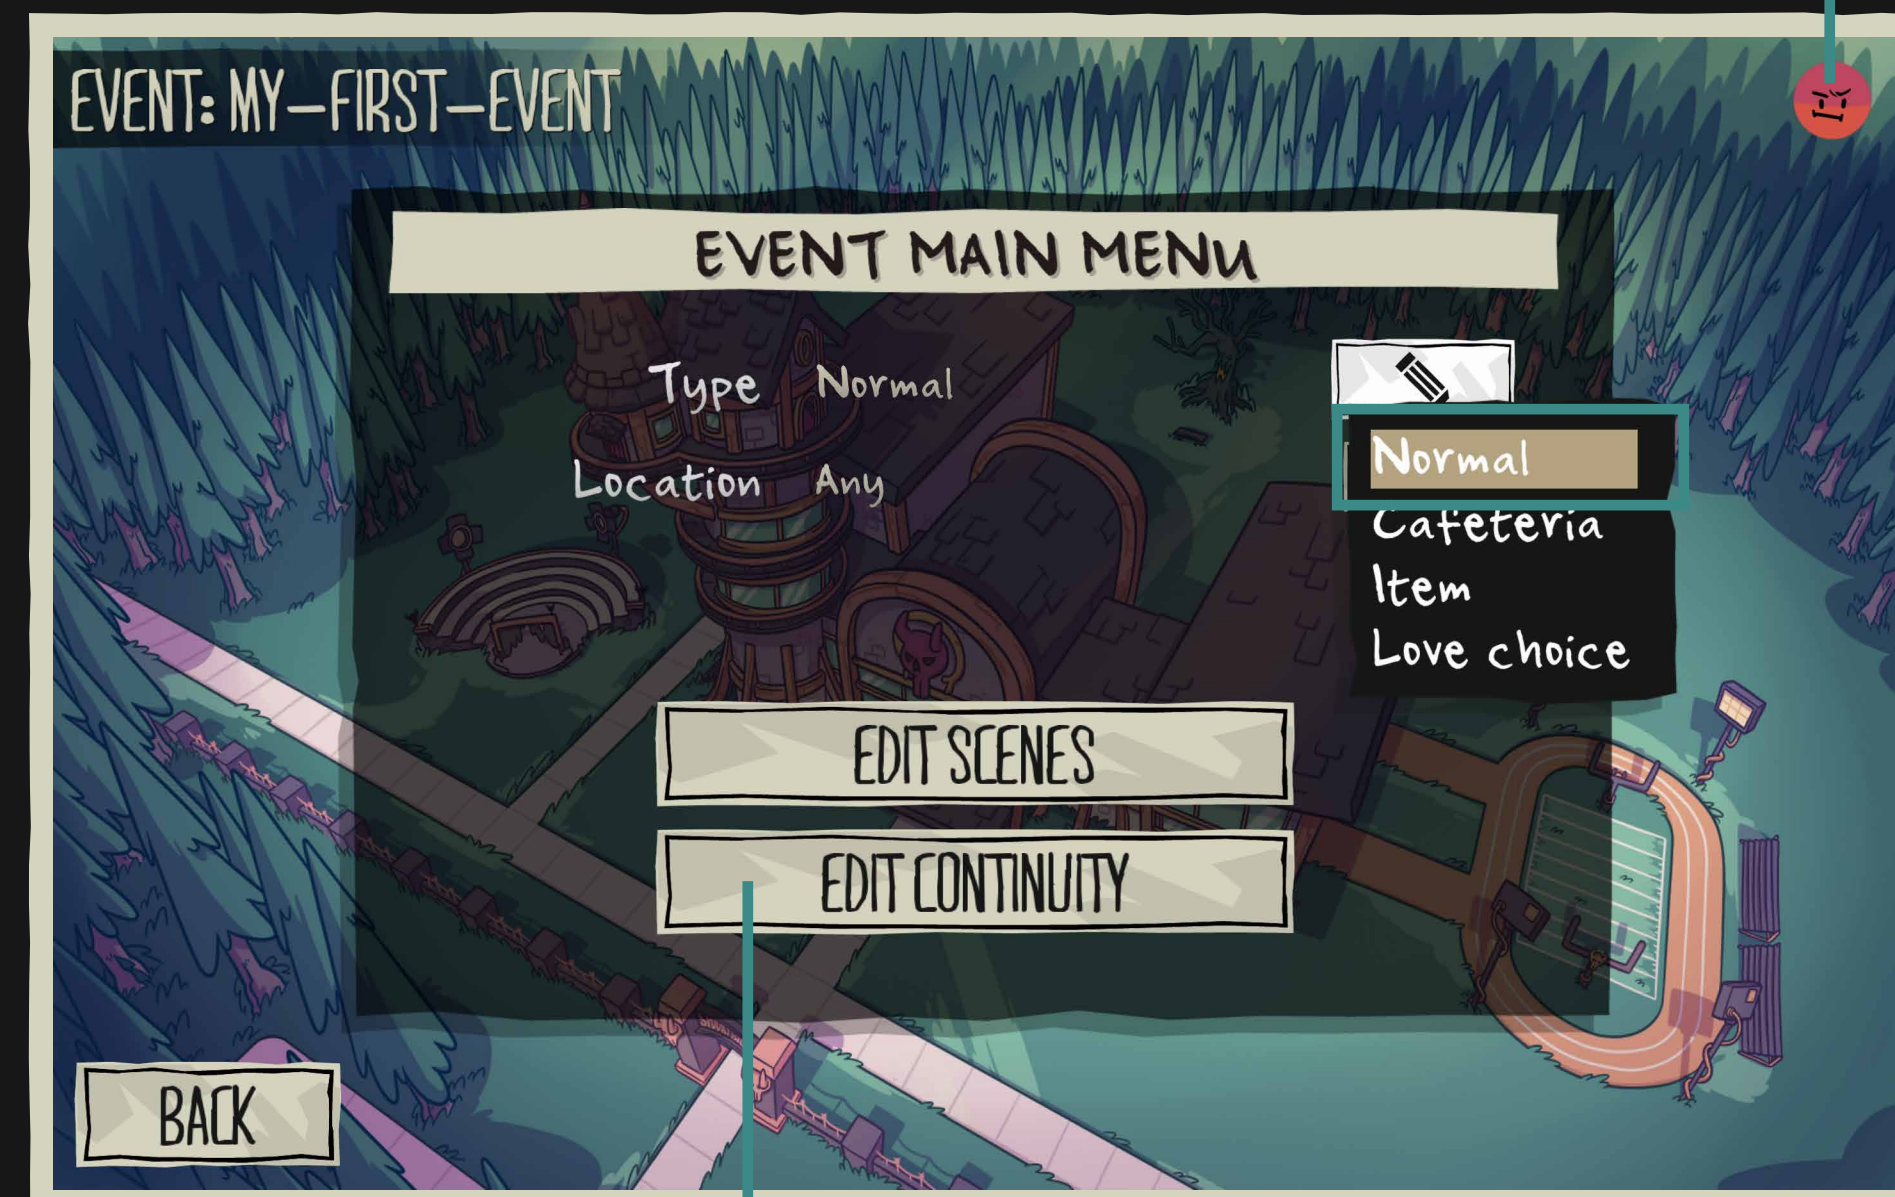 EVENT: MY-FIRST-EVENT
EVENT MAIN MENU
Type Normal
Location Any
Normal
Cafeteria
Item
Love choice
EDIT SCENES
EDIT CONTINUITY
BACK